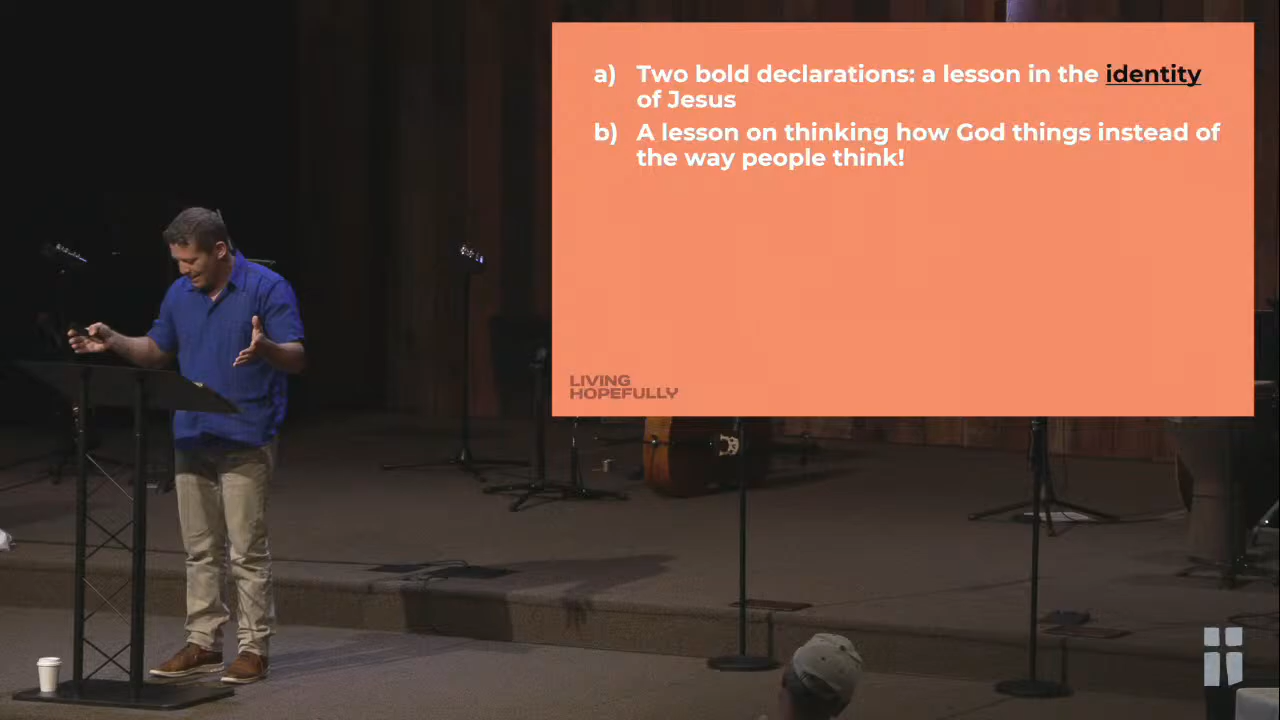 a) Two bold declarations: a lesson in the identity
of Jesus
b) A lesson on thinking how God things instead of
the way people think!
LIVING
HOPEFULLY